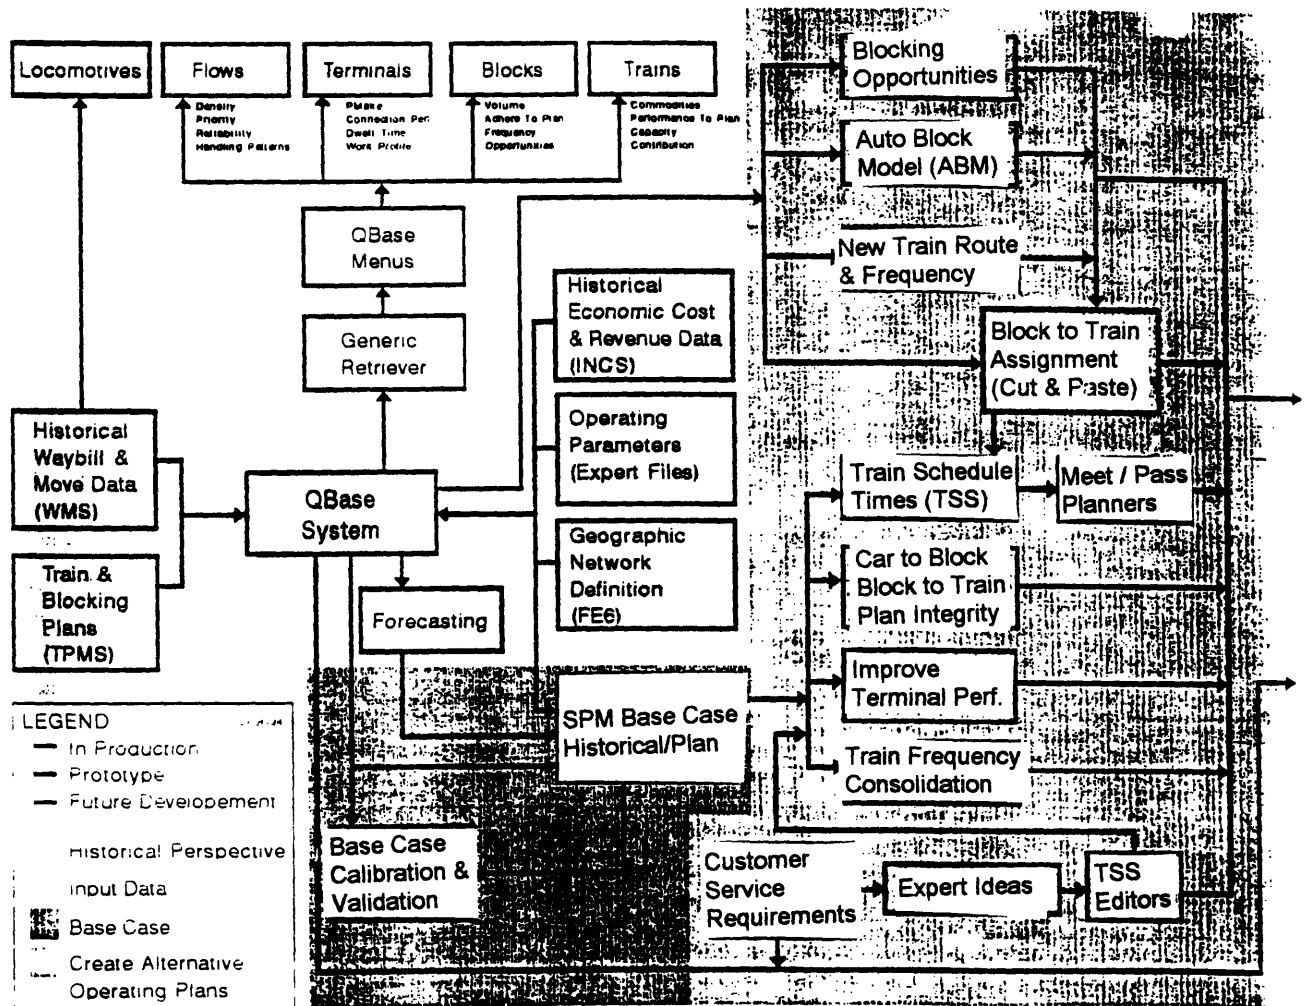 Locomotives
Flows
Terminals
Blocks
Trains
Density
Priority
Reliability
Handling Patterns
PMake
Connection Perf
Dwell Time
Work Profile
Volume
Adhere To Plan
Frequency
Opportunities
Commodities
Performance To Plan
Capacity
Contribution
QBase
Menus
Generic
Retriever
Historical
Waybill &
Move Data
(WMS)
Train &
Blocking
Plans
(TPMS)
QBase
System
Forecasting
Historical
Economic Cost
& Revenue Data
(INCS)
Operating
Parameters
(Expert Files)
Geographic
Network
Definition
(FE6)
SPM Base Case
Historical/Plan
Base Case
Calibration &
Validation
Blocking
Opportunities
Auto Block
Model (ABM)
New Train Route
& Frequency
Block to Train
Assignment
(Cut & Paste)
Train Schedule
Times (TSS)
Meet / Pass
Planners
Car to Block
Block to Train
Plan Integrity
Improve
Terminal Perf.
Train Frequency
Consolidation
Customer
Service
Requirements
Expert Ideas
TSS
Editors
LEGEND
In Production
Prototype
Future Developement
Historical Perspective
Input Data
Base Case
Create Alternative
Operating Plans